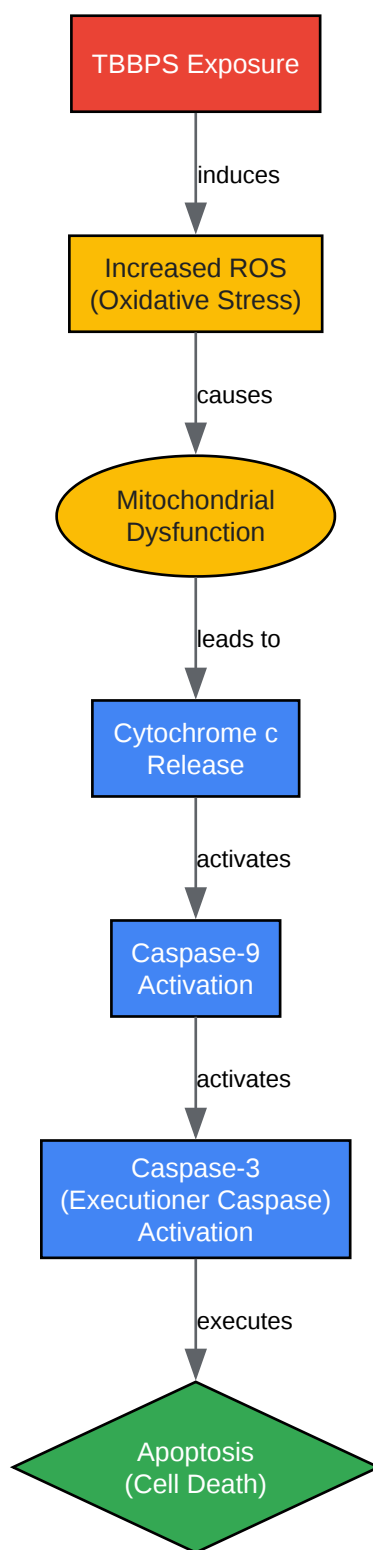 TBBPS Exposure
induces
Increased ROS
(Oxidative Stress)
causes
Mitochondrial
Dysfunction
leads to
Cytochrome c
Release
activates
Caspase-9
Activation
activates
Caspase-3
(Executioner Caspase)
Activation
executes
Apoptosis
(Cell Death)